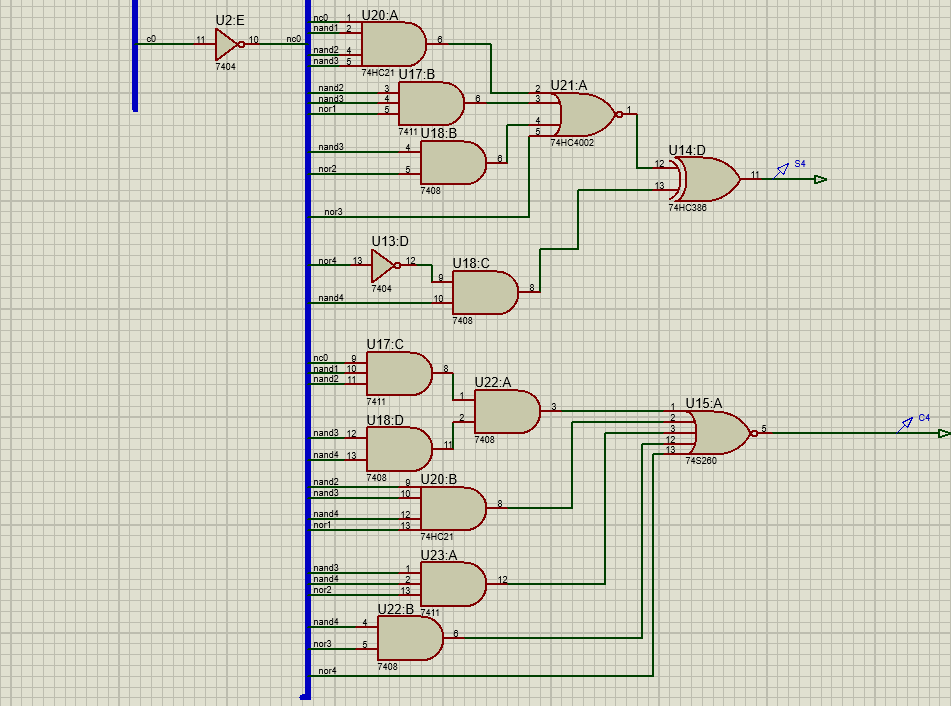 U2:E
c0 11 10 nc0
7404
U20:A
nc0 1
nand1 2
nand2 4
nand3 5
6
74HC21
U17:B
nand2 3
nand3 4
nor1 5
6
7411
U18:B
nand3 4
nor2 5
6
7408
nor3
U21:A
2
3
4
5
1
74HC4002
U14:D
12
13
11
S4
74HC386
U13:D
nor4 13 12
7404
U18:C
9
nand4 10
8
7408
U17:C
nc0 9
nand1 10
nand2 11
8
7411
U22:A
1
2
3
7408
U18:D
nand3 12
nand4 13
11
7408
U15:A
1
2
3
12
13
5
C4
74S260
U20:B
nand2 9
nand3 10
nand4 12
nor1 13
8
74HC21
U23:A
nand3 1
nand4 2
nor2 13
12
7411
U22:B
nand4 4
nor3 5
6
7408
nor4